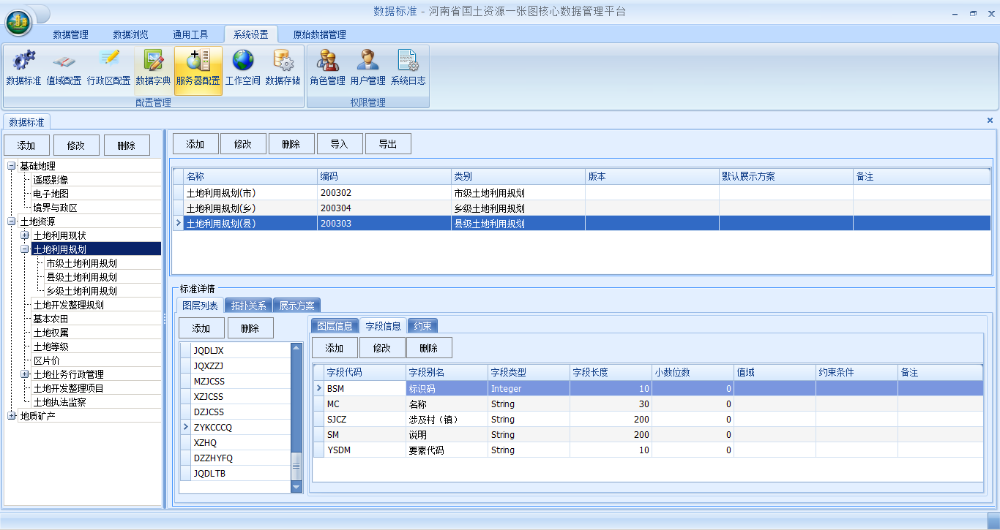 数据标准 - 河南省国土资源一张图核心数据管理平台
数据管理 数据浏览 通用工具 系统设置 原始数据管理
数据标准 值域配置 行政区配置 数据字典 服务器配置 工作空间 数据存储 角色管理 用户管理 系统日志
配置管理 权限管理
数据标准
添加 修改 删除
基础地理
遥感影像
电子地图
境界与政区
土地资源
土地利用现状
土地利用规划
市级土地利用规划
县级土地利用规划
乡级土地利用规划
土地开发整理规划
基本农田
土地权属
土地等级
区片价
土地业务行政管理
土地开发整理项目
土地执法监察
地质矿产
添加 修改 删除 导入 导出
名称 编码 类别 版本 默认展示方案 备注
土地利用规划(市) 200302 市级土地利用规划
土地利用规划(乡) 200304 乡级土地利用规划
土地利用规划(县) 200303 县级土地利用规划
标准详情
图层列表 拓扑关系 展示方案
添加 删除
JQDLJX
JQXZZJ
MZJCSS
XZJCSS
DZJCSS
ZYKCCCQ
XZHQ
DZZHYFQ
JQDLTB
图层信息 字段信息 约束
添加 修改 删除
字段代码 字段别名 字段类型 字段长度 小数位数 值域 约束条件 备注
BSM 标识码 Integer 10 0
MC 名称 String 30 0
SJCZ 涉及村（镇） String 200 0
SM 说明 String 200 0
YSDM 要素代码 String 10 0